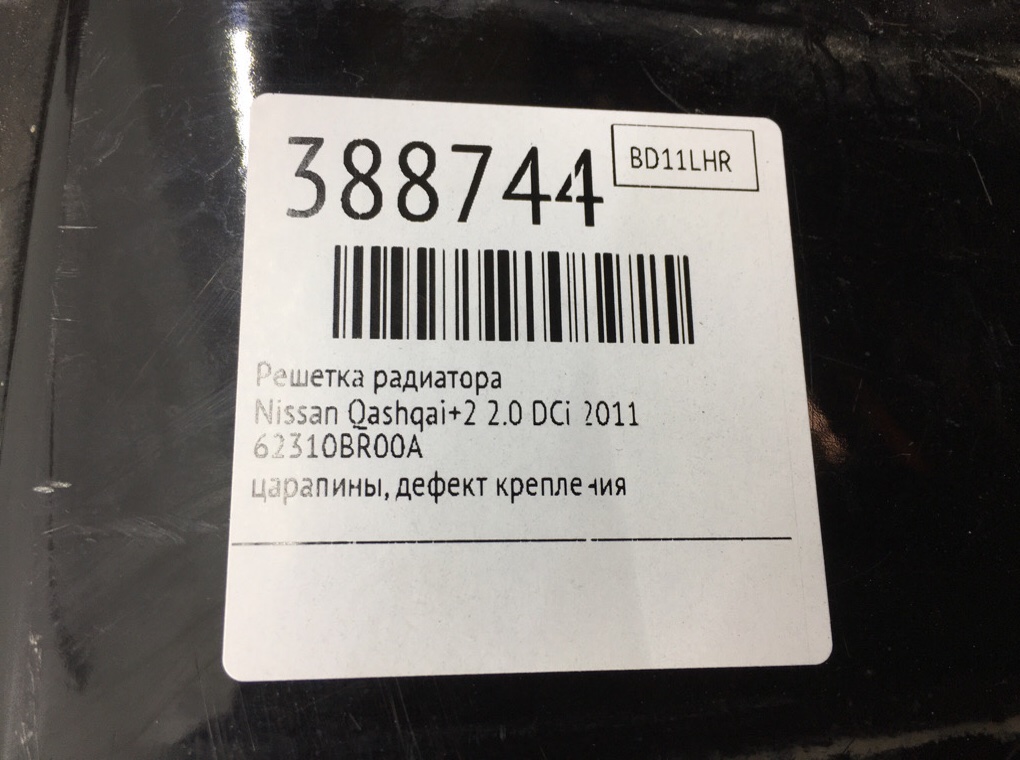 388744
BD11LHR
Решетка радиатора
Nissan Qashqai+2 2.0 DCi 2011
62310BR00A
царапины, дефект крепления